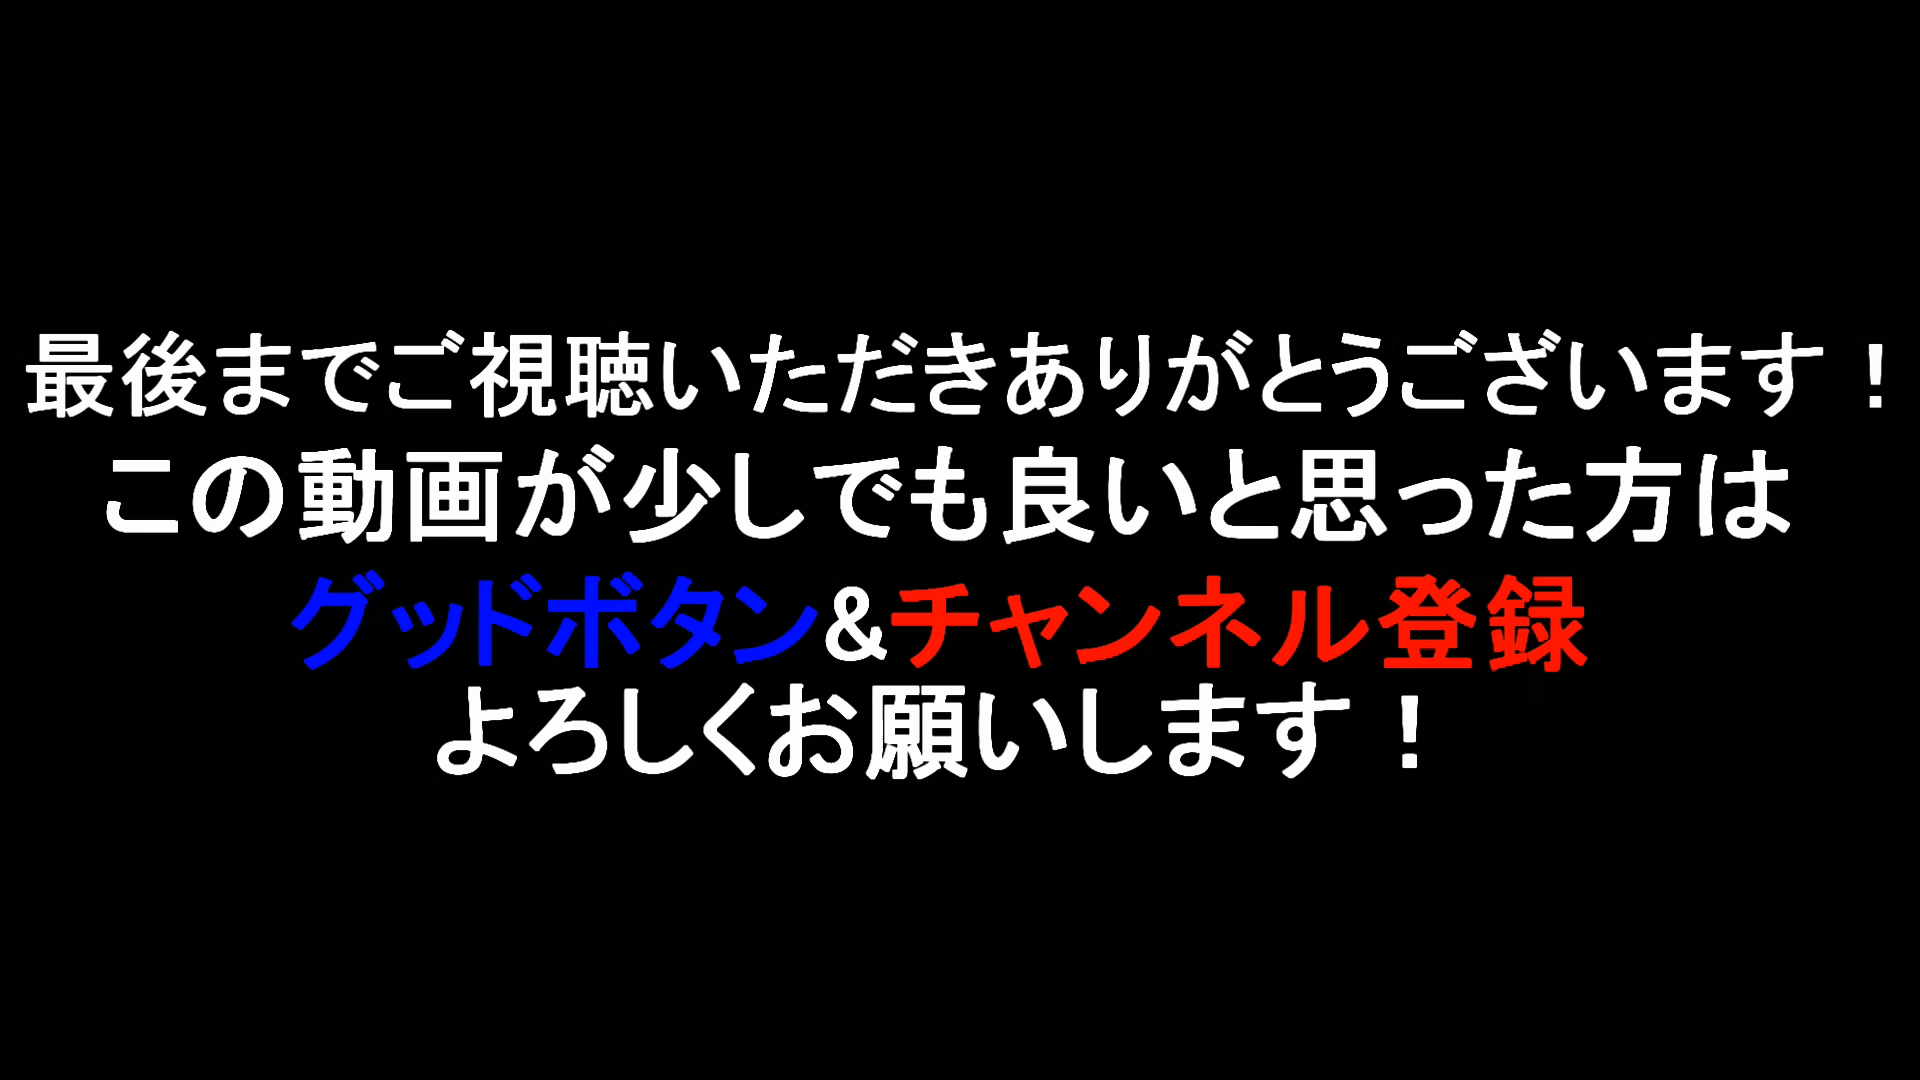 最後までご視聴いただきありがとうございます！
この動画が少しでも良いと思った方は
グッドボタン&チャンネル登録
よろしくお願いします！